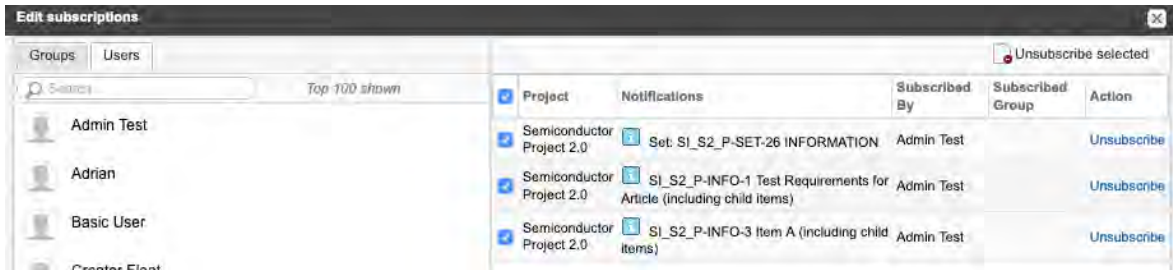 Edit subscriptions
Groups Users
Unsubscribe selected
Search... Top 100 shown
Project Notifications Subscribed By Subscribed Group Action
Admin Test
Adrian
Basic User
Semiconductor Project 2.0 Set: SI_S2_P-SET-26 INFORMATION Admin Test Unsubscribe
Semiconductor Project 2.0 SI_S2_P-INFO-1 Test Requirements for Article (including child items) Admin Test Unsubscribe
Semiconductor Project 2.0 SI_S2_P-INFO-3 Item A (including child items) Admin Test Unsubscribe